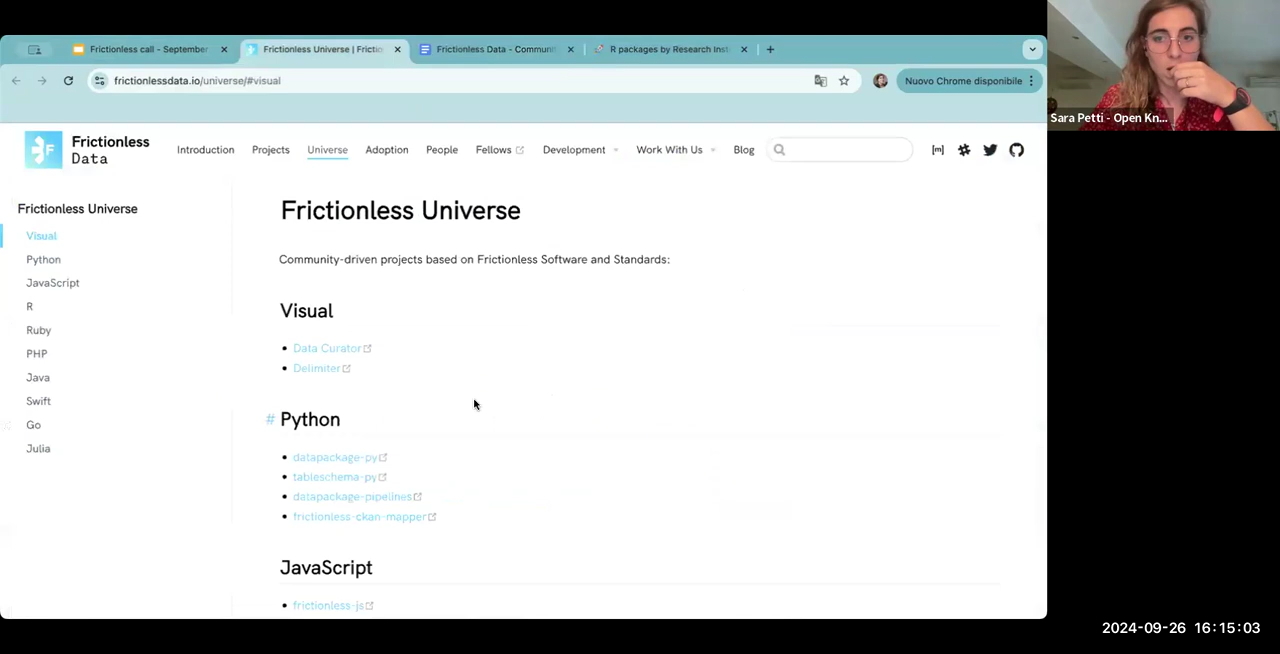 Frictionless call - September
Frictionless Universe | Frictio
Frictionless Data - Communi
R packages by Research Inst
frictionlessdata.io/universe/#visual
Nuovo Chrome disponibile
Sara Petti - Open Kn...
Frictionless
Data
Introduction
Projects
Universe
Adoption
People
Fellows
Development
Work With Us
Blog
Frictionless Universe
Visual
Python
JavaScript
R
Ruby
PHP
Java
Swift
Go
Julia
Frictionless Universe
Community-driven projects based on Frictionless Software and Standards:
Visual
Data Curator
Delimiter
# Python
datapackage-py
tableschema-py
datapackage-pipelines
frictionless-ckan-mapper
JavaScript
frictionless-js
2024-09-26 16:15:03